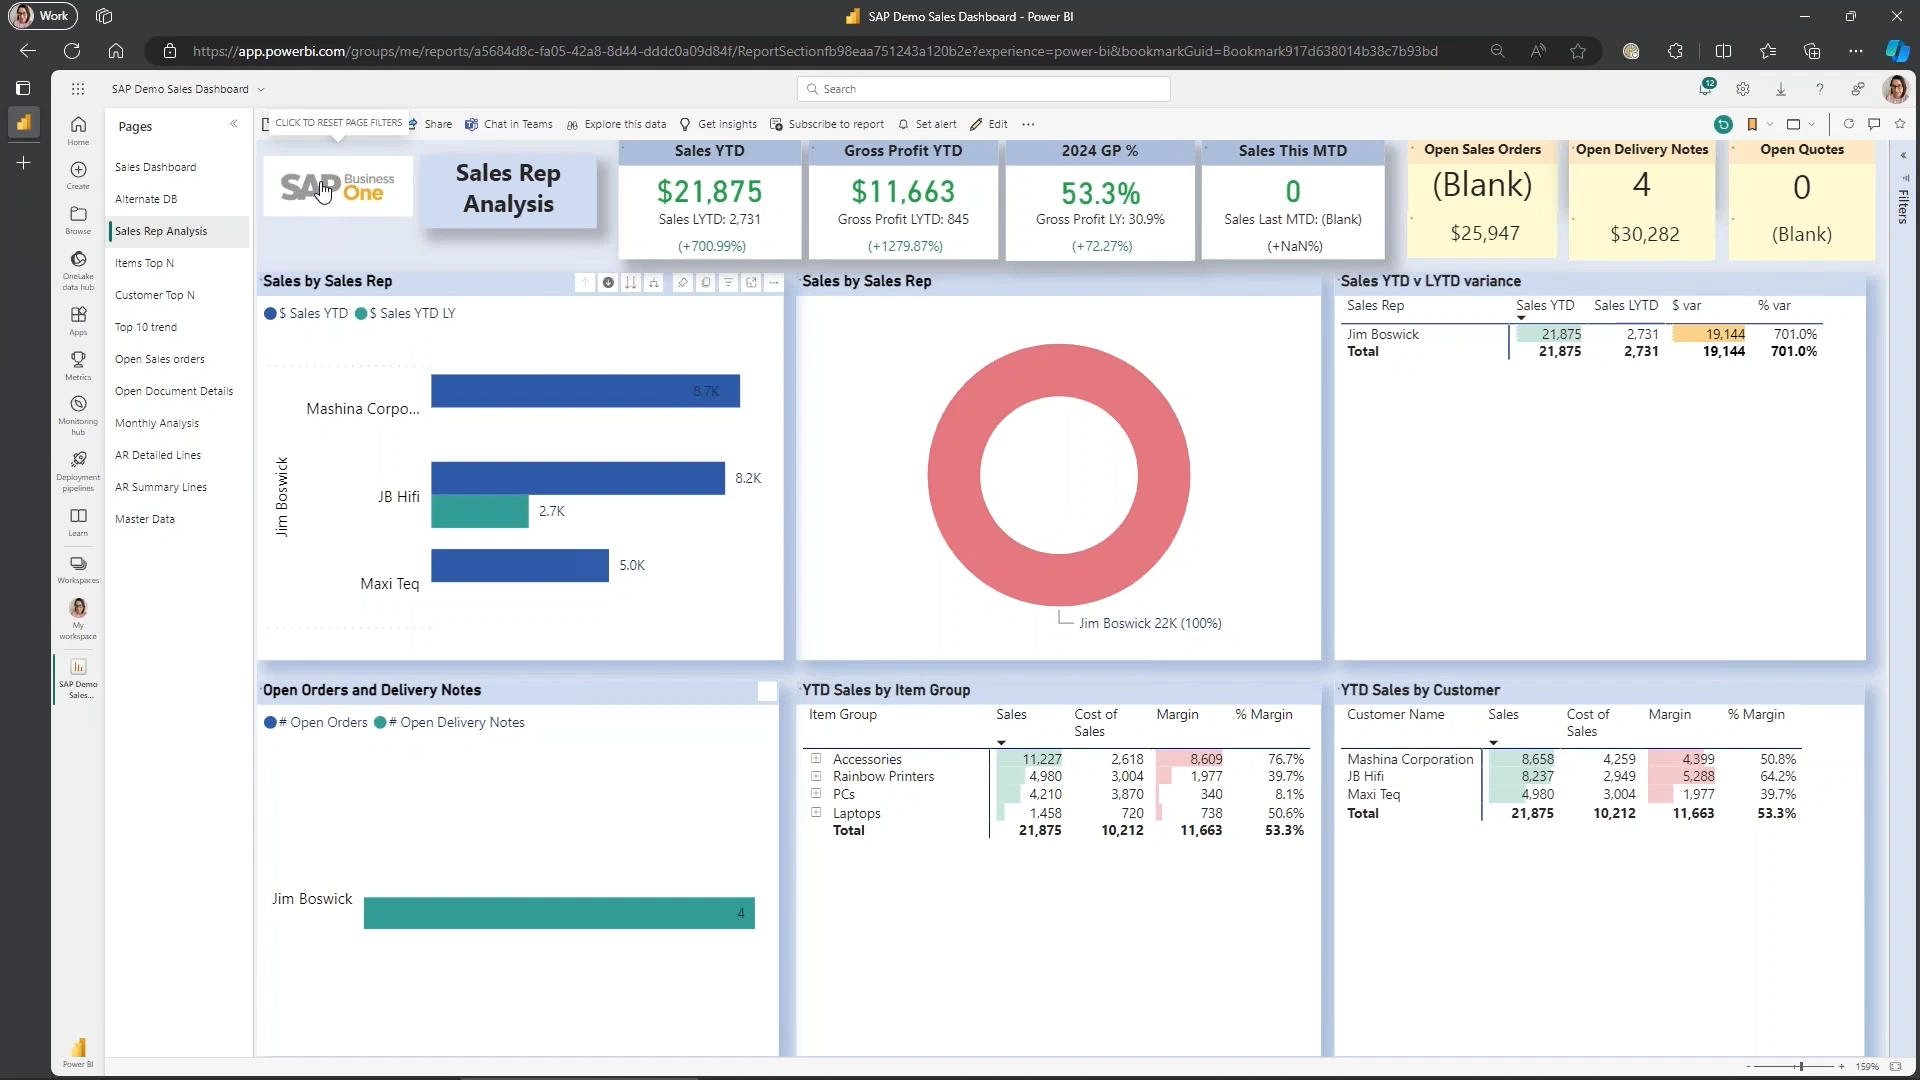 Work
SAP Demo Sales Dashboard - Power BI
https://app.powerbi.com/groups/me/reports/a5684d8c-fa05-42a8-8d44-dddc0a09d84f/ReportSectionfb98eaa751243a120b2e?experience=power-bi&bookmarkGuid=Bookmark917d638014b38c7b93bd
SAP Demo Sales Dashboard
Search
12
Home
Create
Browse
OneLake
data hub
Apps
Metrics
Monitoring
hub
Deployment
pipelines
Learn
Workspaces
My
workspace
SAP Demo
Sales...
Power BI
Pages
Sales Dashboard
Alternate DB
Sales Rep Analysis
Items Top N
Customer Top N
Top 10 trend
Open Sales orders
Open Document Details
Monthly Analysis
AR Detailed Lines
AR Summary Lines
Master Data
CLICK TO RESET PAGE FILTERS
Share
Chat in Teams
Explore this data
Get insights
Subscribe to report
Set alert
Edit
SAP Business One
Sales Rep
Analysis
Sales YTD
$21,875
Sales LYTD: 2,731
(+700.99%)
Gross Profit YTD
$11,663
Gross Profit LYTD: 845
(+1279.87%)
2024 GP %
53.3%
Gross Profit LY: 30.9%
(+72.27%)
Sales This MTD
0
Sales Last MTD: (Blank)
(+NaN%)
Open Sales Orders
(Blank)
$25,947
Open Delivery Notes
4
$30,282
Open Quotes
0
(Blank)
Filters
Sales by Sales Rep
$ Sales YTD $ Sales YTD LY
Jim Boswick
Mashina Corpo...
8.7K
JB Hifi
8.2K
2.7K
Maxi Teq
5.0K
Sales by Sales Rep
Jim Boswick 22K (100%)
Sales YTD v LYTD variance
Sales Rep Sales YTD Sales LYTD $ var % var
Jim Boswick 21,875 2,731 19,144 701.0%
Total 21,875 2,731 19,144 701.0%
Open Orders and Delivery Notes
# Open Orders # Open Delivery Notes
Jim Boswick
4
YTD Sales by Item Group
Item Group Sales Cost of Sales Margin % Margin
Accessories 11,227 2,618 8,609 76.7%
Rainbow Printers 4,980 3,004 1,977 39.7%
PCs 4,210 3,870 340 8.1%
Laptops 1,458 720 738 50.6%
Total 21,875 10,212 11,663 53.3%
YTD Sales by Customer
Customer Name Sales Cost of Sales Margin % Margin
Mashina Corporation 8,658 4,259 4,399 50.8%
JB Hifi 8,237 2,949 5,288 64.2%
Maxi Teq 4,980 3,004 1,977 39.7%
Total 21,875 10,212 11,663 53.3%
159%